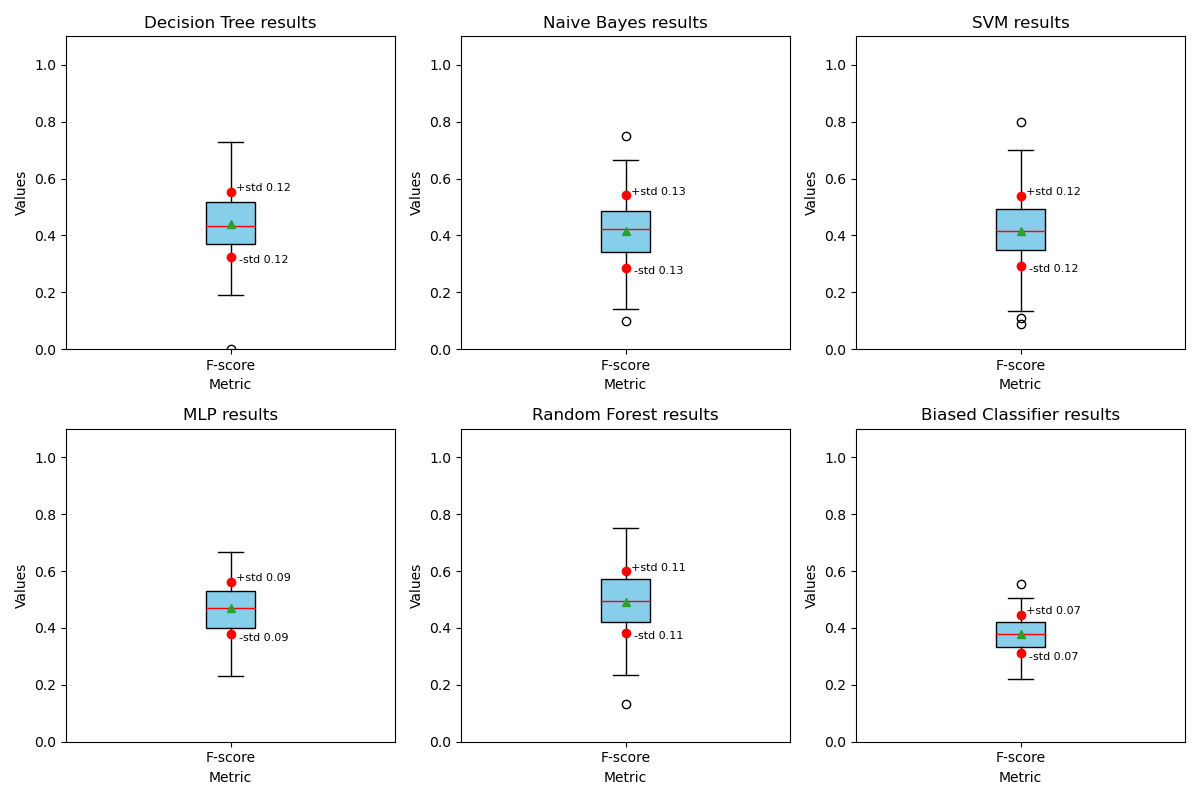 Decision Tree results
1.0
0.8
0.6
0.4
0.2
0.0
Values
+std 0.12
-std 0.12
F-score
Metric
Naive Bayes results
1.0
0.8
0.6
0.4
0.2
0.0
Values
+std 0.13
-std 0.13
F-score
Metric
SVM results
1.0
0.8
0.6
0.4
0.2
0.0
Values
+std 0.12
-std 0.12
F-score
Metric
MLP results
1.0
0.8
0.6
0.4
0.2
0.0
Values
+std 0.09
-std 0.09
F-score
Metric
Random Forest results
1.0
0.8
0.6
0.4
0.2
0.0
Values
+std 0.11
-std 0.11
F-score
Metric
Biased Classifier results
1.0
0.8
0.6
0.4
0.2
0.0
Values
+std 0.07
-std 0.07
F-score
Metric